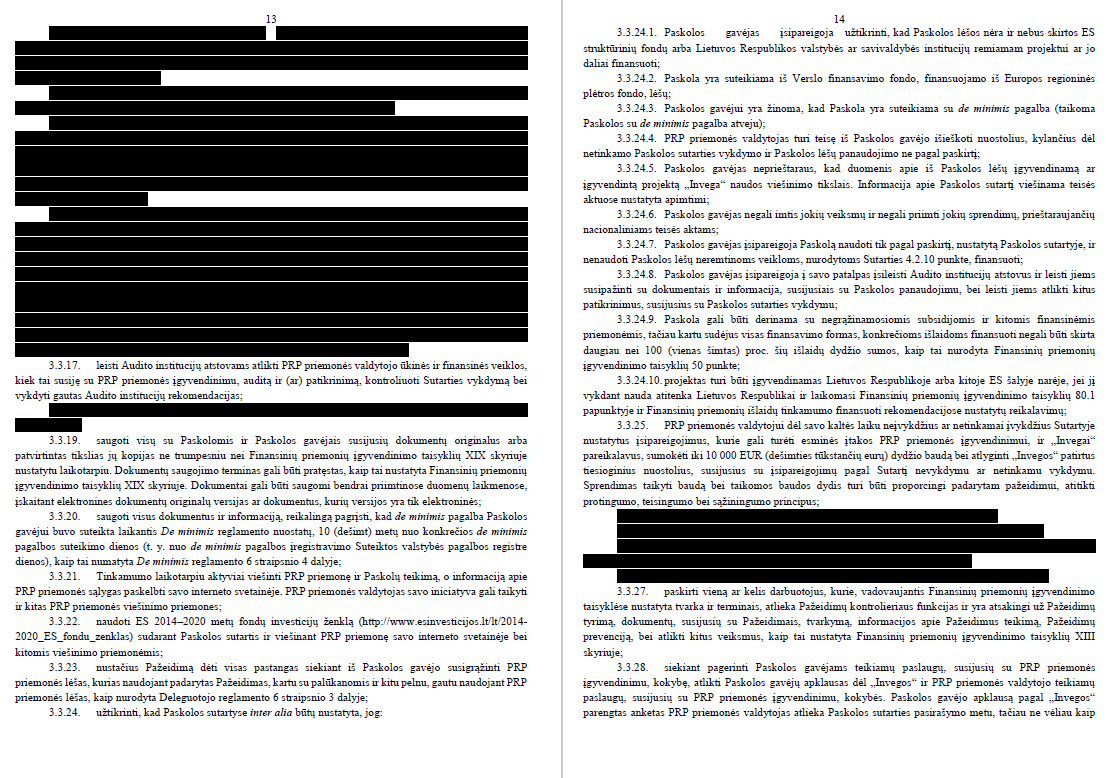 13
3.3.17. leisti Audito institucijų atstovams atlikti PRP priemonės valdytojo ūkinės ir finansinės veiklos,
kiek tai susiję su PRP priemonės įgyvendinimu, auditą ir (ar) patikrinimą, kontroliuoti Sutarties vykdymą bei
vykdyti gautas Audito institucijų rekomendacijas;
3.3.19. saugoti visų su Paskolomis ir Paskolos gavėjais susijusių dokumentų originalus arba
patvirtintas tikslias jų kopijas ne trumpesniu nei Finansinių priemonių įgyvendinimo taisyklių XIX skyriuje
nustatytu laikotarpiu. Dokumentų saugojimo terminas gali būti pratęstas, kaip tai nustatyta Finansinių priemonių
įgyvendinimo taisyklių XIX skyriuje. Dokumentai gali būti saugomi bendrai priimtinose duomenų laikmenose,
įskaitant elektronines dokumentų originalų versijas ar dokumentus, kurių versijos yra tik elektroninės;
3.3.20. saugoti visus dokumentus ir informaciją, reikalingą pagrįsti, kad de minimis pagalba Paskolos
gavėjui buvo suteikta laikantis De minimis reglamento nuostatų, 10 (dešimt) metų nuo konkrečios de minimis
pagalbos suteikimo dienos (t. y. nuo de minimis pagalbos įregistravimo Suteiktos valstybės pagalbos registre
dienos), kaip tai numatyta De minimis reglamento 6 straipsnio 4 dalyje;
3.3.21. Tinkamumo laikotarpiu aktyviai viešinti PRP priemonę ir Paskolų teikimą, o informaciją apie
PRP priemonės sąlygas paskelbti savo interneto svetainėje. PRP priemonės valdytojas savo iniciatyva gali taikyti
ir kitas PRP priemonės viešinimo priemones;
3.3.22. naudoti ES 2014–2020 metų fondų investicijų ženklą (http://www.esinvesticijos.lt/lt/2014-
2020_ES_fondu_zenklas) sudarant Paskolos sutartis ir viešinant PRP priemonę savo interneto svetainėje bei
kitomis viešinimo priemonėmis;
3.3.23. nustačius Pažeidimą dėti visas pastangas siekiant iš Paskolos gavėjo susigrąžinti PRP
priemonės lėšas, kurias naudojant padarytas Pažeidimas, kartu su palūkanomis ir kitu pelnu, gautu naudojant PRP
priemonės lėšas, kaip nurodyta Deleguotojo reglamento 6 straipsnio 3 dalyje;
3.3.24. užtikrinti, kad Paskolos sutartyse inter alia būtų nustatyta, jog:
14
3.3.24.1. Paskolos gavėjas įsipareigoja užtikrinti, kad Paskolos lėšos nėra ir nebus skirtos ES
struktūrinių fondų arba Lietuvos Respublikos valstybės ar savivaldybės institucijų remiamam projektui ar jo
daliai finansuoti;
3.3.24.2. Paskola yra suteikiama iš Verslo finansavimo fondo, finansuojamo iš Europos regioninės
plėtros fondo, lėšų;
3.3.24.3. Paskolos gavėjui yra žinoma, kad Paskola yra suteikiama su de minimis pagalba (taikoma
Paskolos su de minimis pagalba atveju);
3.3.24.4. PRP priemonės valdytojas turi teisę iš Paskolos gavėjo išieškoti nuostolius, kylančius dėl
netinkamo Paskolos sutarties vykdymo ir Paskolos lėšų panaudojimo ne pagal paskirtį;
3.3.24.5. Paskolos gavėjas neprieštaraus, kad duomenis apie iš Paskolos lėšų įgyvendinamą ar
įgyvendintą projektą „Invega“ naudos viešinimo tikslais. Informacija apie Paskolos sutartį viešinama teisės
aktuose nustatyta apimtimi;
3.3.24.6. Paskolos gavėjas negali imtis jokių veiksmų ir negali priimti jokių sprendimų, prieštaraujančių
nacionaliniams teisės aktams;
3.3.24.7. Paskolos gavėjas įsipareigoja Paskolą naudoti tik pagal paskirtį, nustatytą Paskolos sutartyje, ir
nenaudoti Paskolos lėšų neremtinoms veikloms, nurodytoms Sutarties 4.2.10 punkte, finansuoti;
3.3.24.8. Paskolos gavėjas įsipareigoja į savo patalpas įsileisti Audito institucijų atstovus ir leisti jiems
susipažinti su dokumentais ir informacija, susijusiais su Paskolos panaudojimu, bei leisti jiems atlikti kitus
patikrinimus, susijusius su Paskolos sutarties vykdymu;
3.3.24.9. Paskola gali būti derinama su negrąžinamosiomis subsidijomis ir kitomis finansinėmis
priemonėmis, tačiau kartu sudėjus visas finansavimo formas, konkrečioms išlaidoms finansuoti negali būti skirta
daugiau nei 100 (vienas šimtas) proc. šių išlaidų dydžio sumos, kaip tai nurodyta Finansinių priemonių
įgyvendinimo taisyklių 50 punkte;
3.3.24.10. projektas turi būti įgyvendinamas Lietuvos Respublikoje arba kitoje ES šalyje narėje, jei jį
vykdant nauda atitenka Lietuvos Respublikai ir laikomasi Finansinių priemonių įgyvendinimo taisyklių 80.1
papunktyje ir Finansinių priemonių išlaidų tinkamumo finansuoti rekomendacijose nustatytų reikalavimų;
3.3.25. PRP priemonės valdytojui dėl savo kaltės laiku neįvykdžius ar netinkamai įvykdžius Sutartyje
nustatytus įsipareigojimus, kurie gali turėti esminės įtakos PRP priemonės įgyvendinimui, ir „Invegai“
pareikalavus, sumokėti iki 10 000 EUR (dešimties tūkstančių eurų) dydžio baudą bei atlyginti „Invegos“ patirtus
tiesioginius nuostolius, susijusius su įsipareigojimų pagal Sutartį nevykdymu ar netinkamu vykdymu.
Sprendimas taikyti baudą bei taikomos baudos dydis turi būti proporcingi padarytam pažeidimui, atitikti
protingumo, teisingumo bei sąžiningumo principus;
3.3.27. paskirti vieną ar kelis darbuotojus, kurie, vadovaujantis Finansinių priemonių įgyvendinimo
taisyklėse nustatyta tvarka ir terminais, atlieka Pažeidimų kontrolieriaus funkcijas ir yra atsakingi už Pažeidimų
tyrimą, dokumentų, susijusių su Pažeidimais, tvarkymą, informacijos apie Pažeidimus teikimą, Pažeidimų
prevenciją, bei atlikti kitus veiksmus, kaip tai nustatyta Finansinių priemonių įgyvendinimo taisyklių XIII
skyriuje;
3.3.28. siekiant pagerinti Paskolos gavėjams teikiamų paslaugų, susijusių su PRP priemonės
įgyvendinimu, kokybę, atlikti Paskolos gavėjų apklausas dėl „Invegos“ ir PRP priemonės valdytojo teikiamų
paslaugų, susijusių su PRP priemonės įgyvendinimu, kokybės. Paskolos gavėjo apklausą pagal „Invegos“
parengtas anketas PRP priemonės valdytojas atlieka Paskolos sutarties pasirašymo metu, tačiau ne vėliau kaip